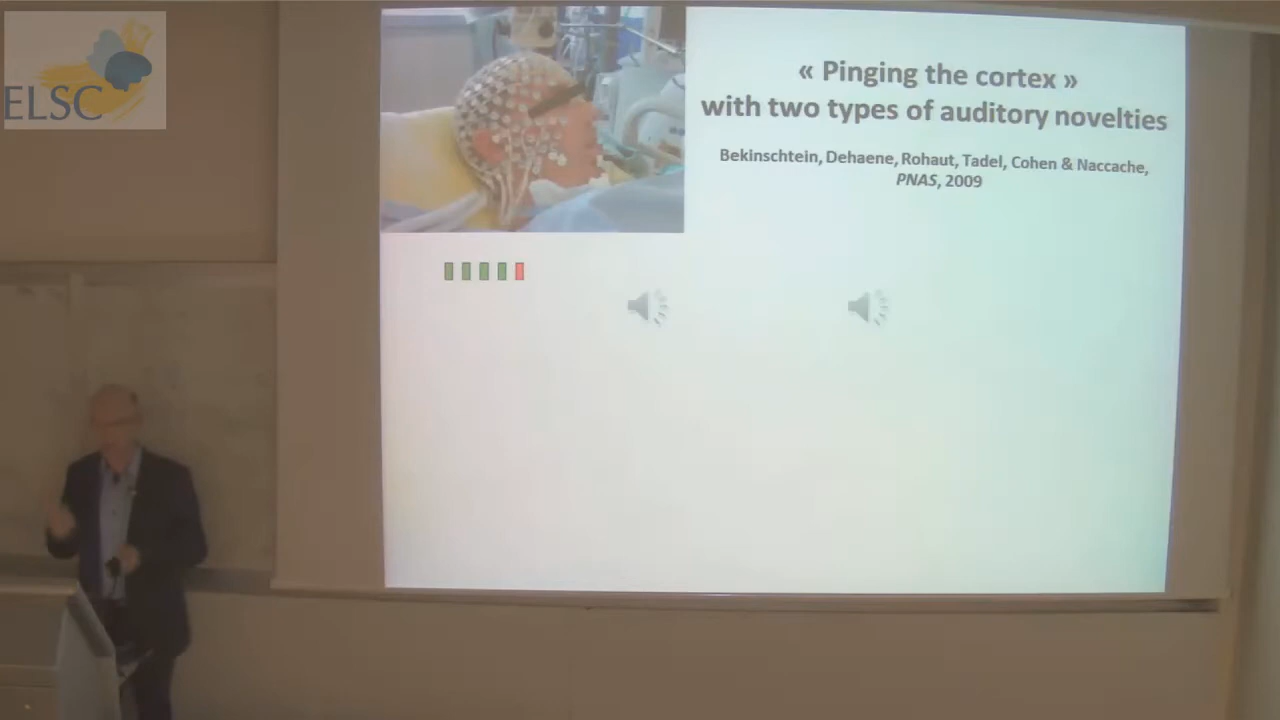 ELSC
« Pinging the cortex »
with two types of auditory novelties
Bekinschtein, Dehaene, Rohaut, Tadel, Cohen & Naccache,
PNAS, 2009